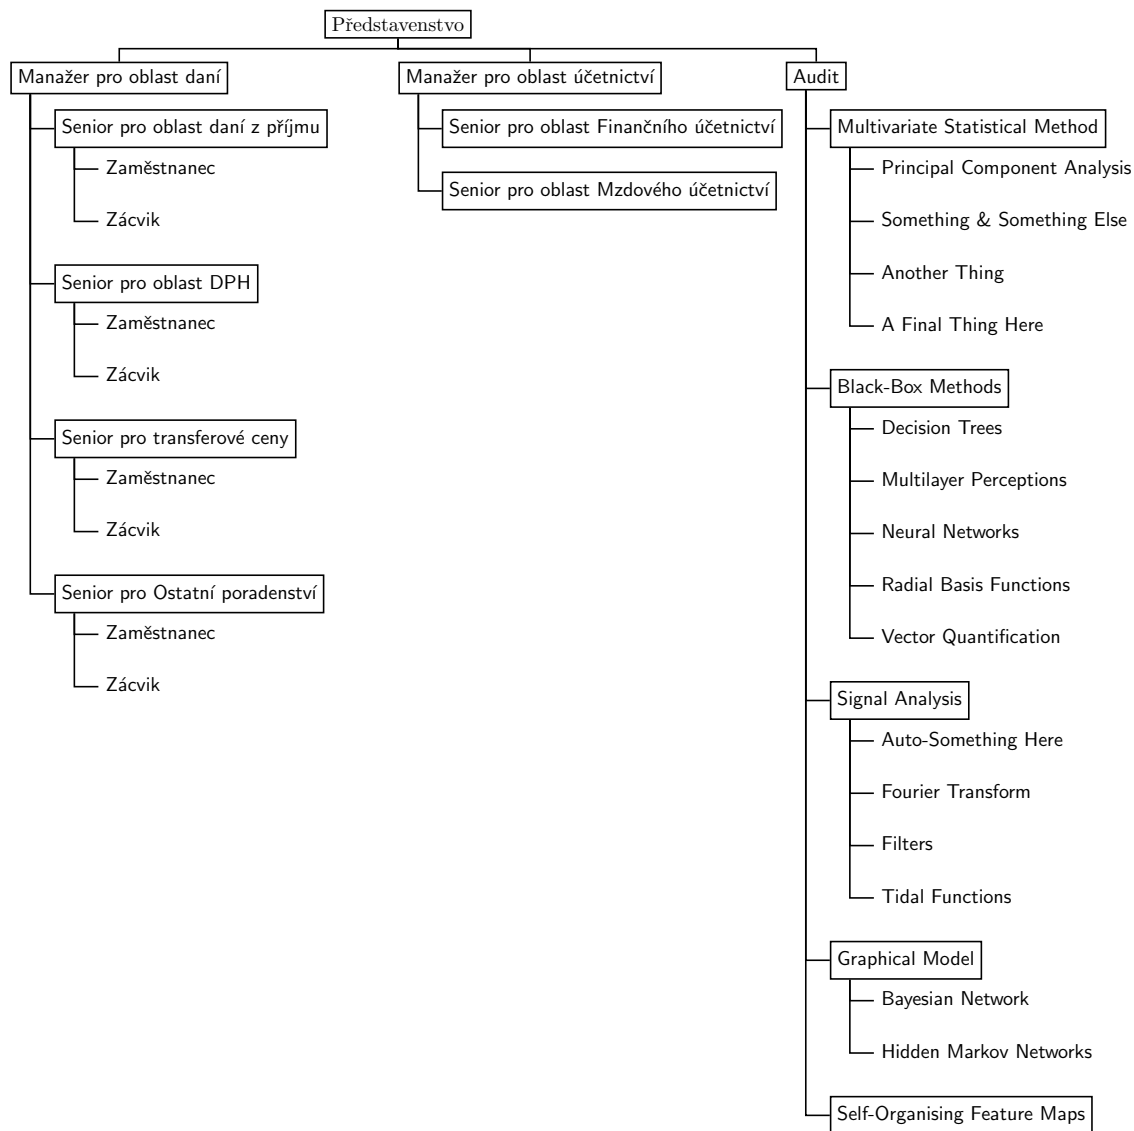 Představenstvo
Manažer pro oblast daní
Senior pro oblast daní z příjmu
Zaměstnanec
Zácvik
Senior pro oblast DPH
Zaměstnanec
Zácvik
Senior pro transferové ceny
Zaměstnanec
Zácvik
Senior pro Ostatní poradenství
Zaměstnanec
Zácvik
Manažer pro oblast účetnictví
Senior pro oblast Finančního účetnictví
Senior pro oblast Mzdového účetnictví
Audit
Multivariate Statistical Method
Principal Component Analysis
Something & Something Else
Another Thing
A Final Thing Here
Black-Box Methods
Decision Trees
Multilayer Perceptions
Neural Networks
Radial Basis Functions
Vector Quantification
Signal Analysis
Auto-Something Here
Fourier Transform
Filters
Tidal Functions
Graphical Model
Bayesian Network
Hidden Markov Networks
Self-Organising Feature Maps